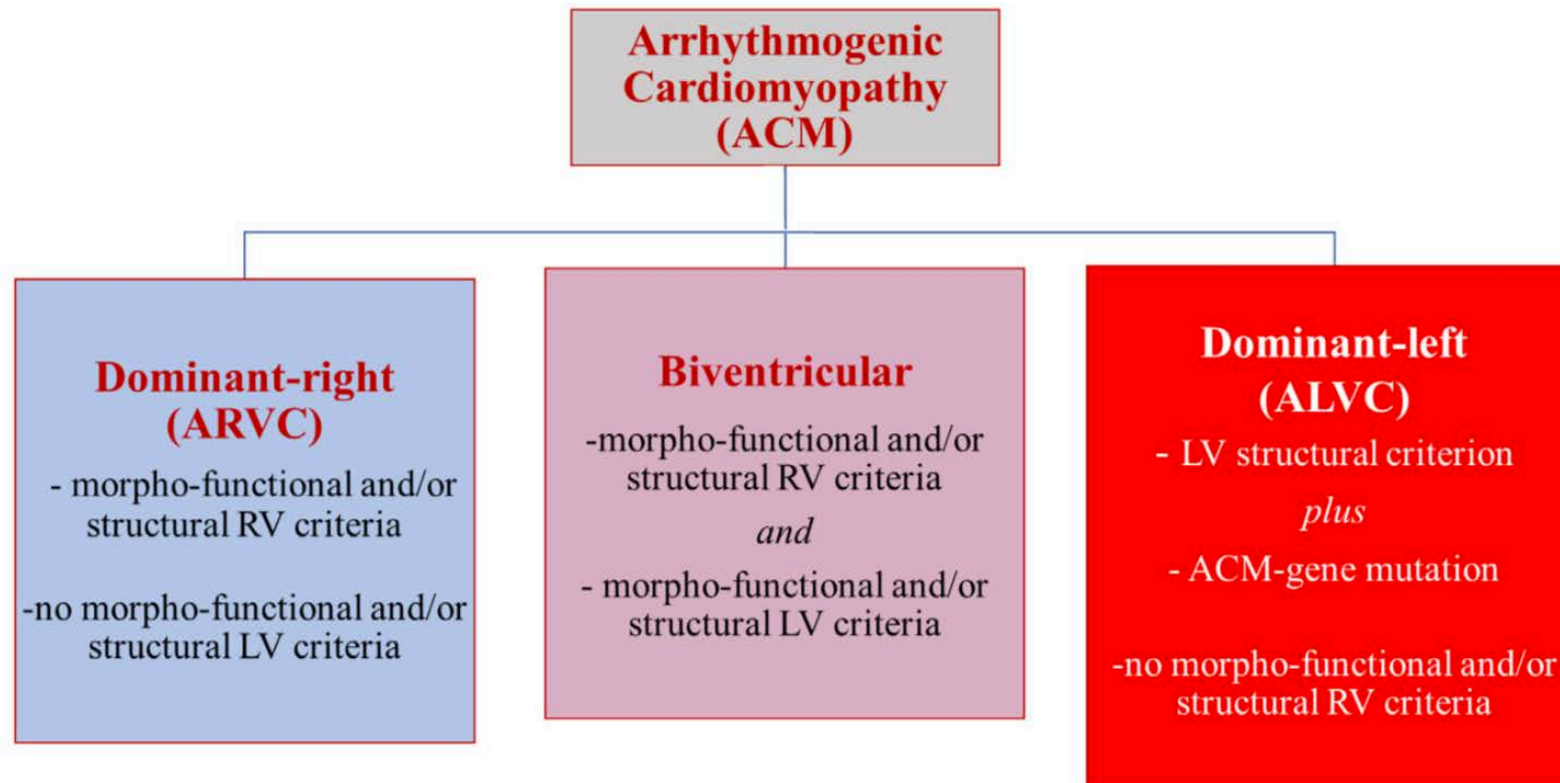 Arrhythmogenic
Cardiomyopathy
(ACM)
Dominant-right
(ARVC)
- morpho-functional and/or
structural RV criteria
-no morpho-functional and/or
structural LV criteria
Biventricular
-morpho-functional and/or
structural RV criteria
and
- morpho-functional and/or
structural LV criteria
Dominant-left
(ALVC)
- LV structural criterion
plus
- ACM-gene mutation
-no morpho-functional and/or
structural RV criteria